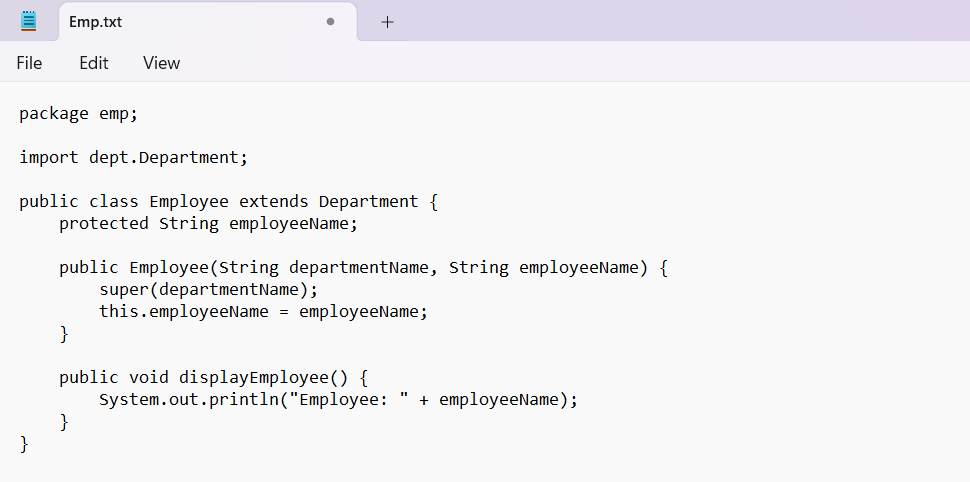 Emp.txt
File Edit View
package emp;
import dept.Department;
public class Employee extends Department {
    protected String employeeName;
    public Employee(String departmentName, String employeeName) {
        super(departmentName);
        this.employeeName = employeeName;
    }
    public void displayEmployee() {
        System.out.println("Employee: " + employeeName);
    }
}